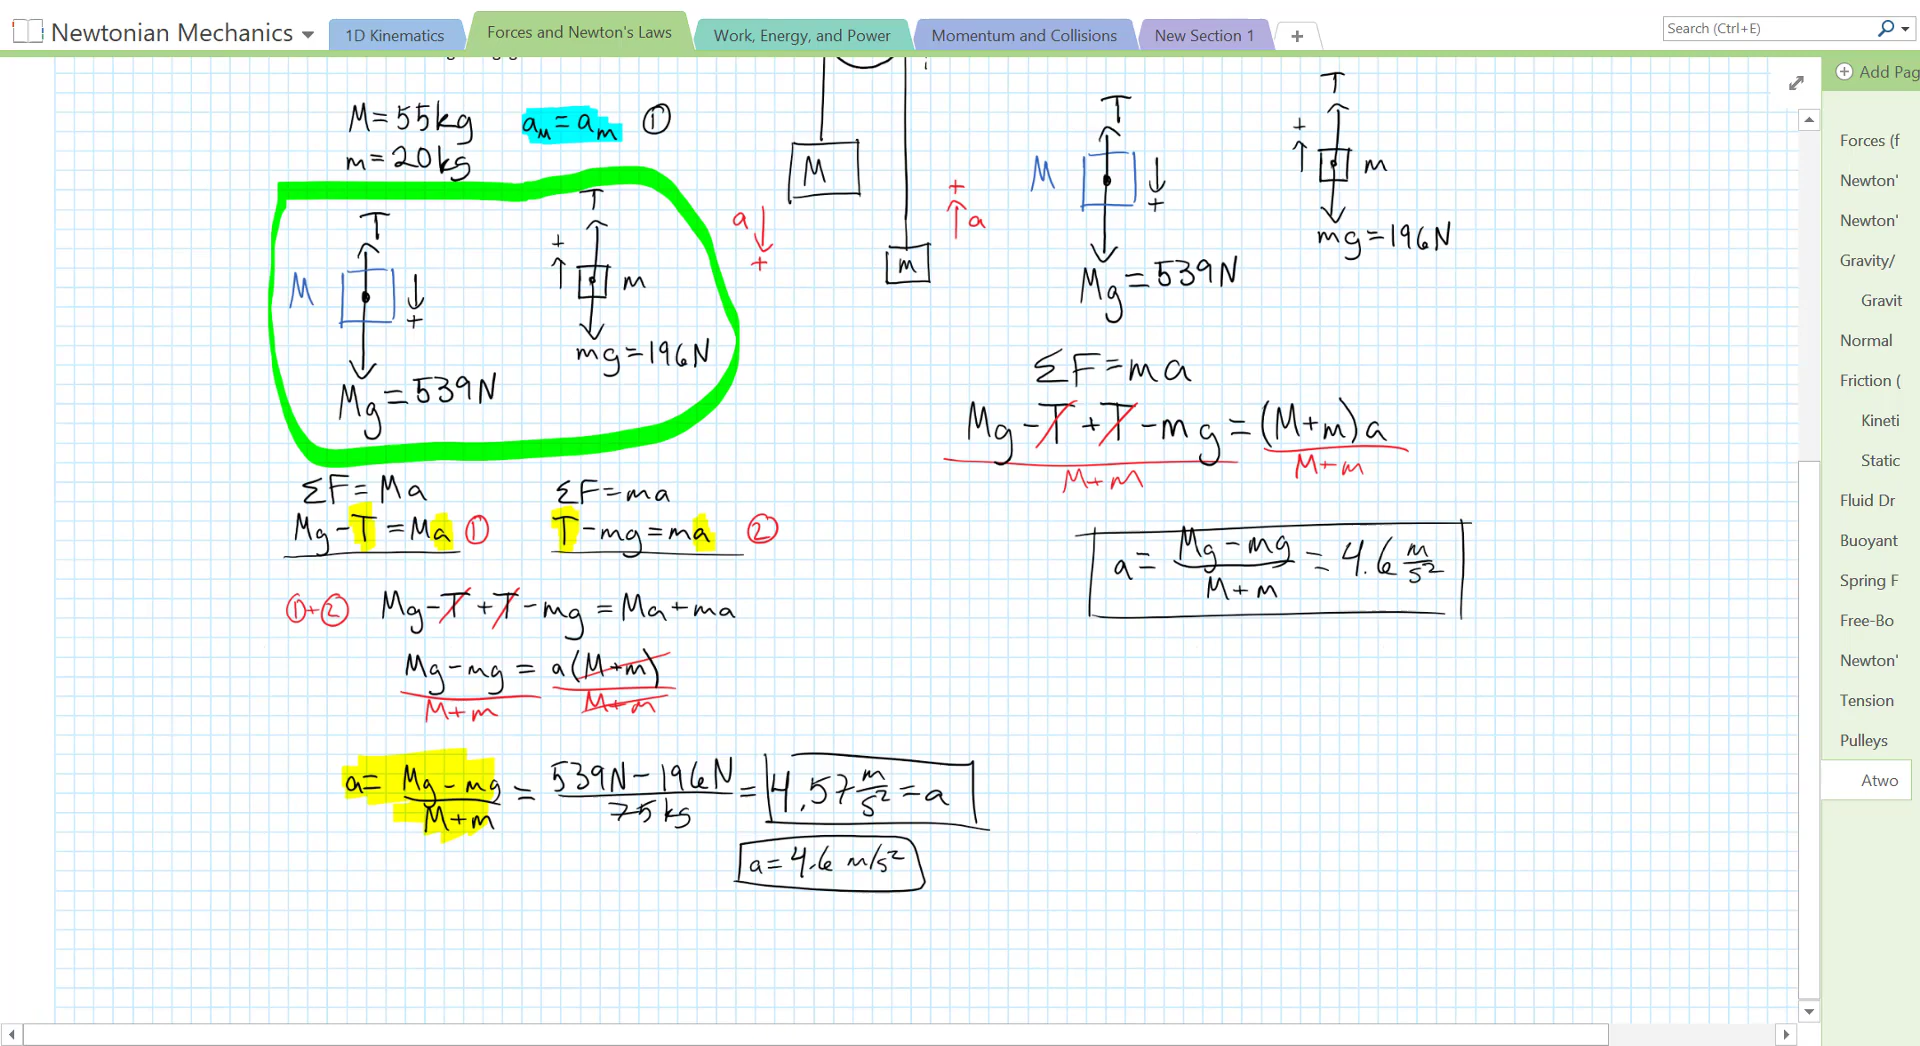 Newtonian Mechanics
1D Kinematics
Forces and Newton's Laws
Work, Energy, and Power
Momentum and Collisions
New Section 1
+
Search (Ctrl+E)
M = 55kg
m = 20kg
a_M = a_m ①
T
M
+
Mg = 539N
T
+
m
mg = 196N
ΣF = Ma
Mg - T = Ma ①
ΣF = ma
T - mg = ma ②
①+② Mg - T + T - mg = Ma + ma
Mg - mg = a(M+m)
M+m M+m
a = (Mg - mg)/(M+m) = (539N - 196N)/(75kg) = 4.57 m/s² = a
a = 4.6 m/s²
M
m
a
+
+
a
T
M
+
Mg = 539N
T
+
m
mg = 196N
ΣF = ma
Mg - T + T - mg = (M+m)a
M+m M+m
a = (Mg - mg)/(M+m) = 4.6 m/s²
Add Pag
Forces (f
Newton'
Newton'
Gravity/
Gravit
Normal
Friction (
Kineti
Static
Fluid Dr
Buoyant
Spring F
Free-Bo
Newton'
Tension
Pulleys
Atwo